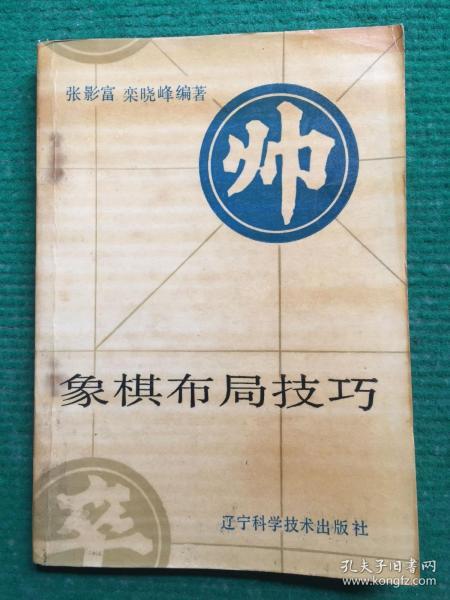 张影富 栾晓峰编著
帅
象棋布局技巧
卒
辽宁科学技术出版社
孔夫子旧书网
www.kongfz.com